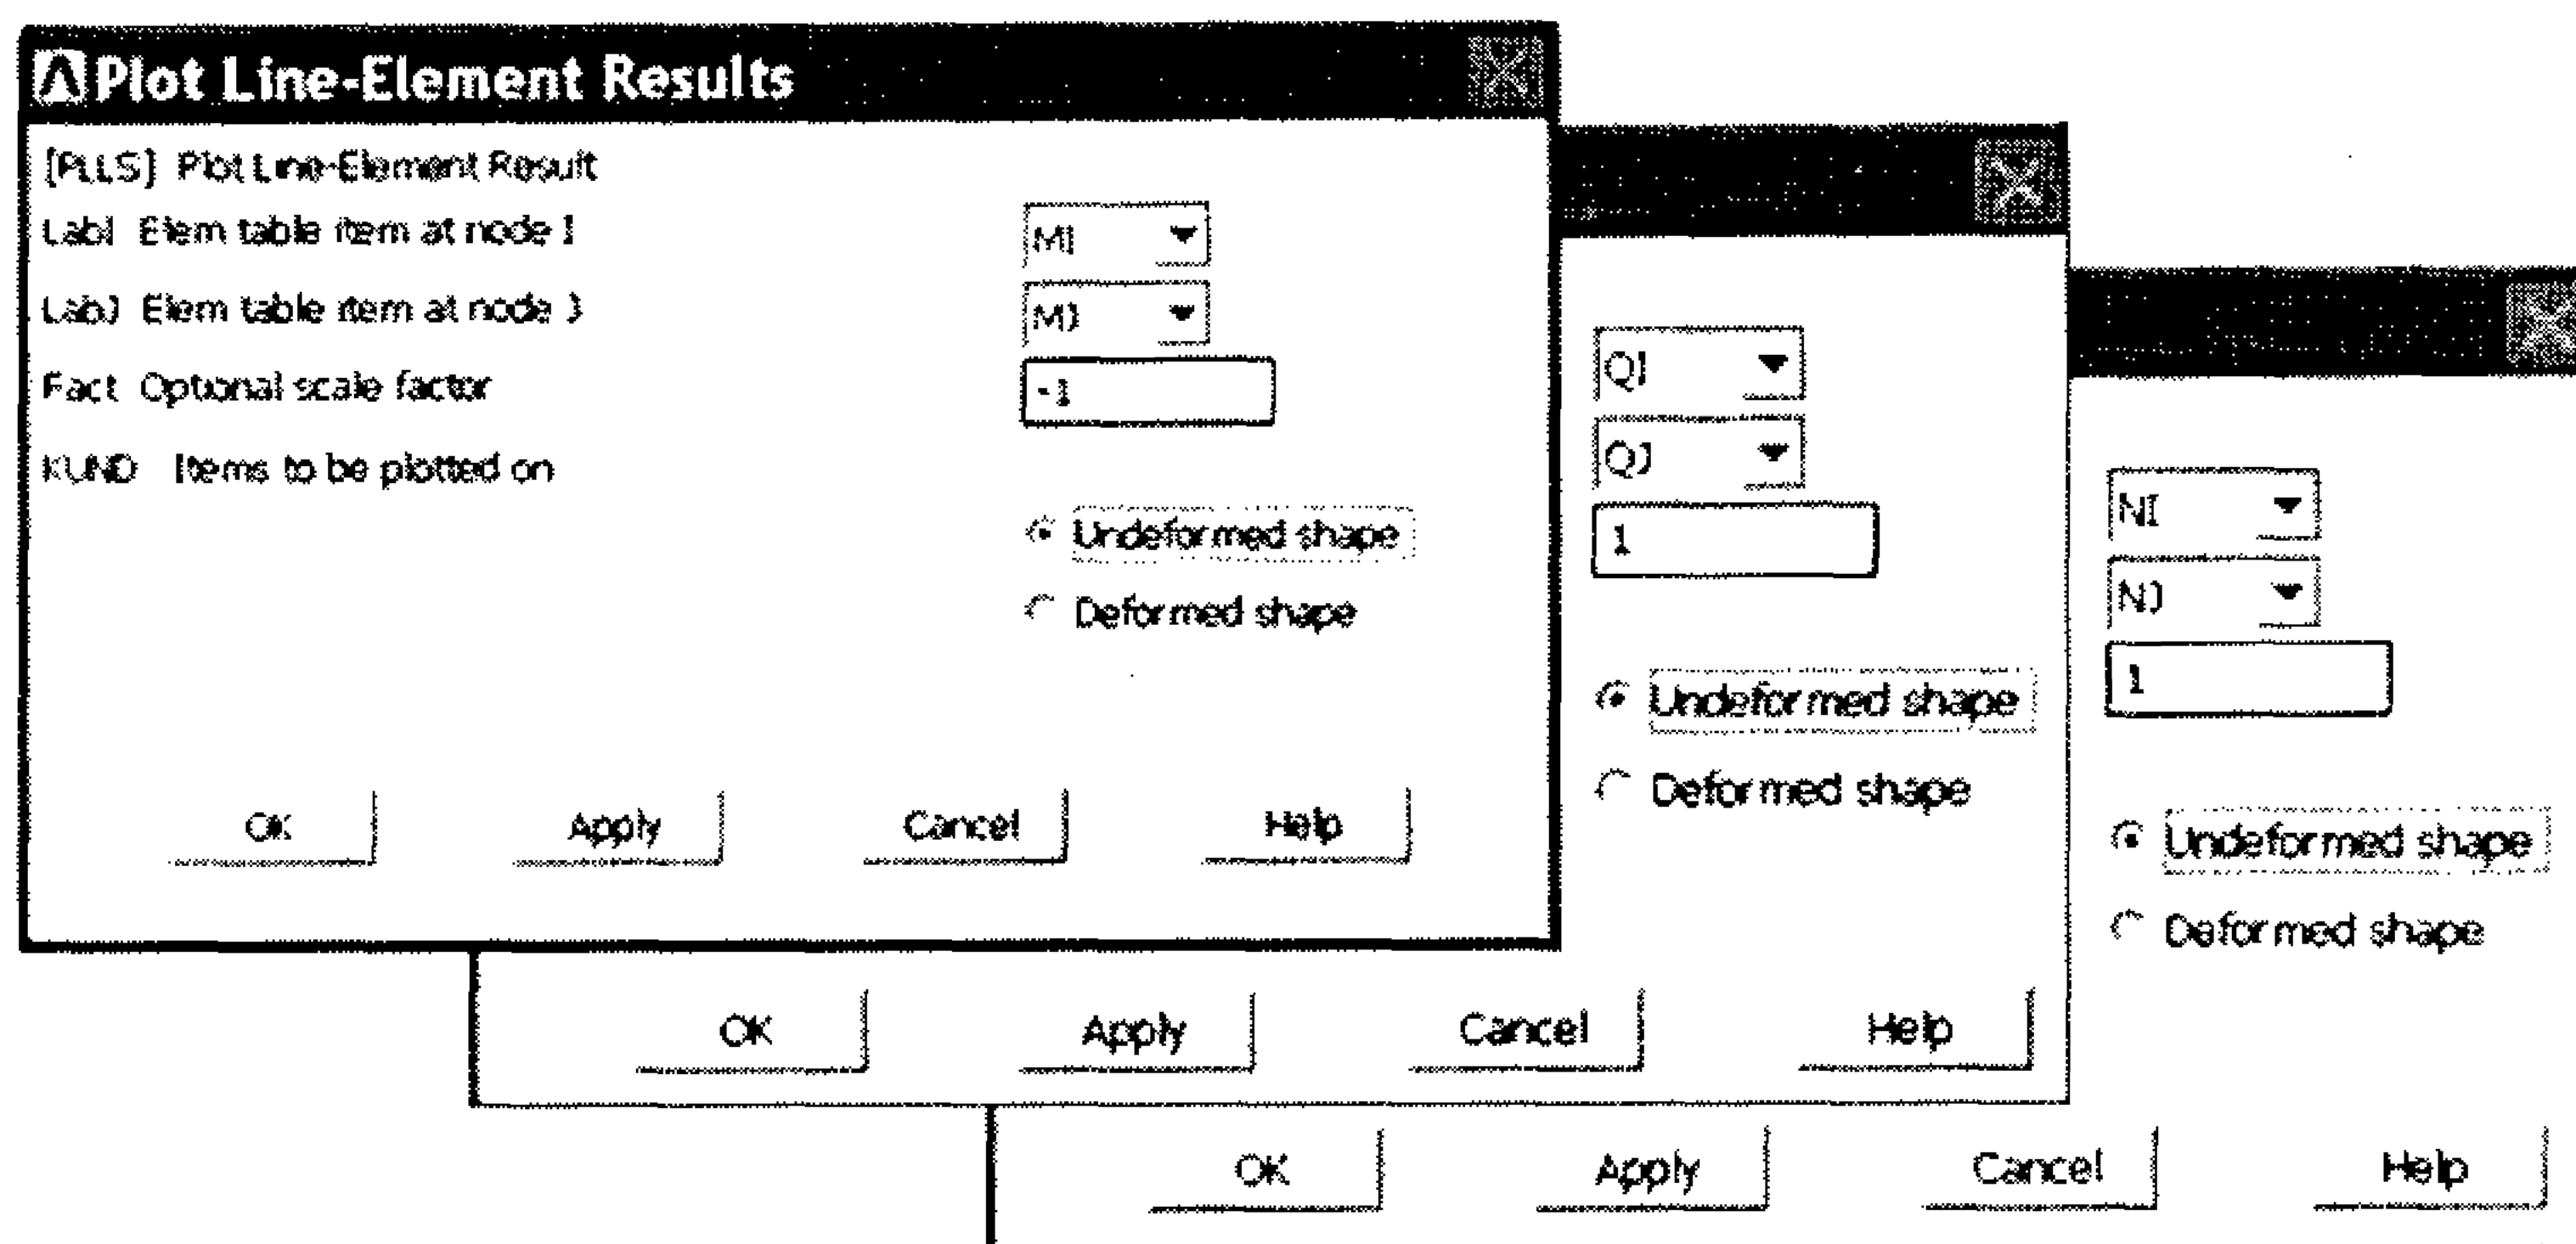 Plot Line-Element Results
[PLLS] Plot Line-Element Result
LabI Elem table item at node I
MI
LabJ Elem table item at node J
MJ
Fact Optional scale factor
-1
KUND Items to be plotted on
Undeformed shape
Deformed shape
OK Apply Cancel Help
QI
QJ
1
Undeformed shape
Deformed shape
OK Apply Cancel Help
NI
NJ
1
Undeformed shape
Deformed shape
OK Apply Cancel Help